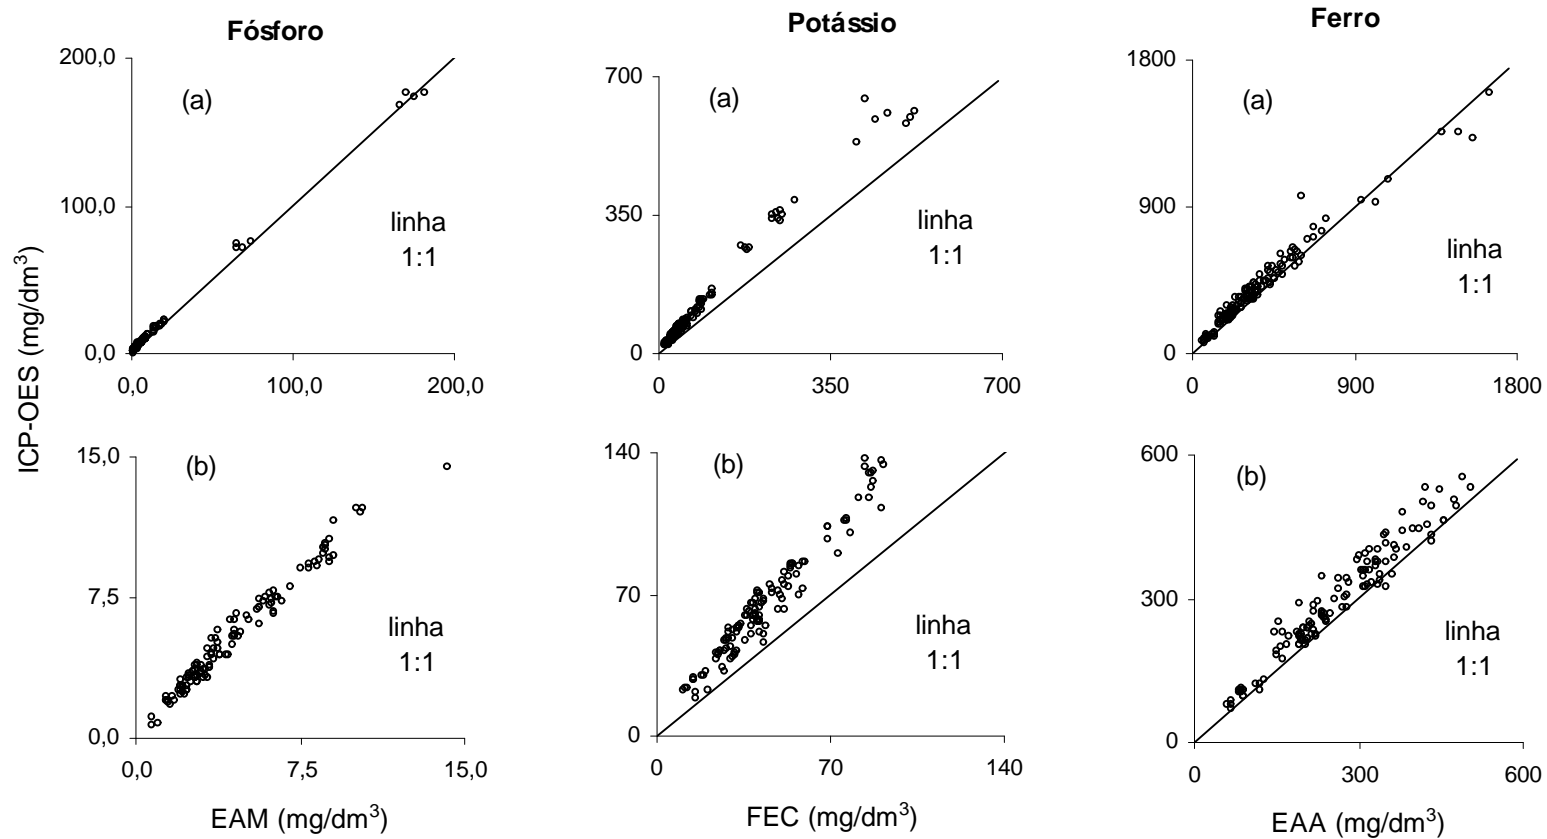 Fósforo
200,0
(a)
100,0
linha
1:1
0,0
0,0
100,0
200,0
Potássio
700
(a)
350
linha
1:1
0
0
350
700
Ferro
1800
(a)
900
linha
1:1
0
0
900
1800
ICP-OES (mg/dm³)
15,0
(b)
7,5
linha
1:1
0,0
0,0
7,5
15,0
EAM (mg/dm³)
140
(b)
70
linha
1:1
0
0
70
140
FEC (mg/dm³)
600
(b)
300
linha
1:1
0
0
300
600
EAA (mg/dm³)